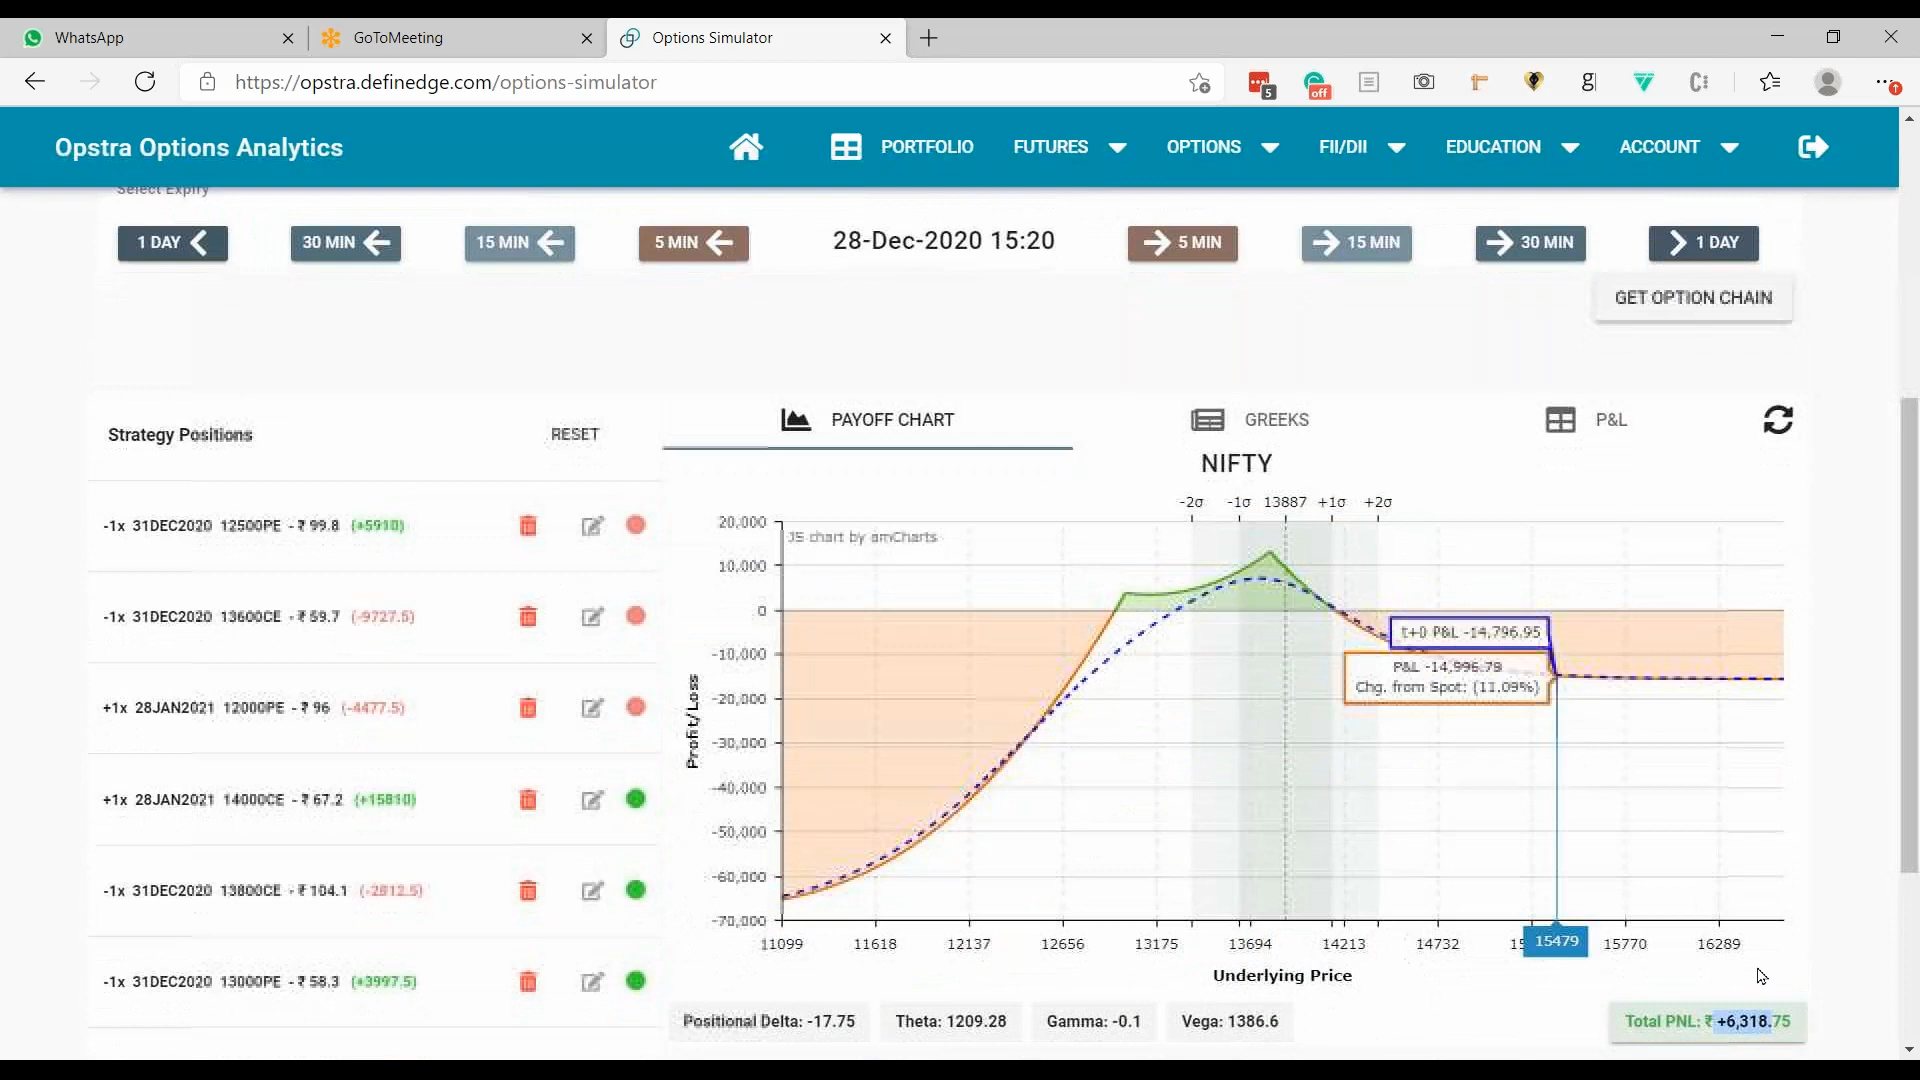 WhatsApp
GoToMeeting
Options Simulator
https://opstra.definedge.com/options-simulator
5
off
g
Opstra Options Analytics
PORTFOLIO
FUTURES
OPTIONS
FII/DII
EDUCATION
ACCOUNT
Select Expiry
1 DAY
30 MIN
15 MIN
5 MIN
28-Dec-2020 15:20
5 MIN
15 MIN
30 MIN
1 DAY
GET OPTION CHAIN
Strategy Positions
RESET
PAYOFF CHART
GREEKS
P&L
NIFTY
-2σ -1σ 13887 +1σ +2σ
JS chart by amCharts
-1x 31DEC2020 12500PE - ₹ 99.8 (+5910)
-1x 31DEC2020 13600CE - ₹ 59.7 (-9727.5)
+1x 28JAN2021 12000PE - ₹ 96 (-4477.5)
+1x 28JAN2021 14000CE - ₹ 67.2 (+15810)
-1x 31DEC2020 13800CE - ₹ 104.1 (-2812.5)
-1x 31DEC2020 13000PE - ₹ 58.3 (+3997.5)
Profit/Loss
20,000
10,000
0
-10,000
-20,000
-30,000
-40,000
-50,000
-60,000
-70,000
t+0 P&L -14,796.95
P&L -14,996.79
Chg. from Spot: (11.09%)
11099 11618 12137 12656 13175 13694 14213 14732 15479 15770 16289
Underlying Price
Positional Delta: -17.75
Theta: 1209.28
Gamma: -0.1
Vega: 1386.6
Total PNL: ₹ +6,318.75